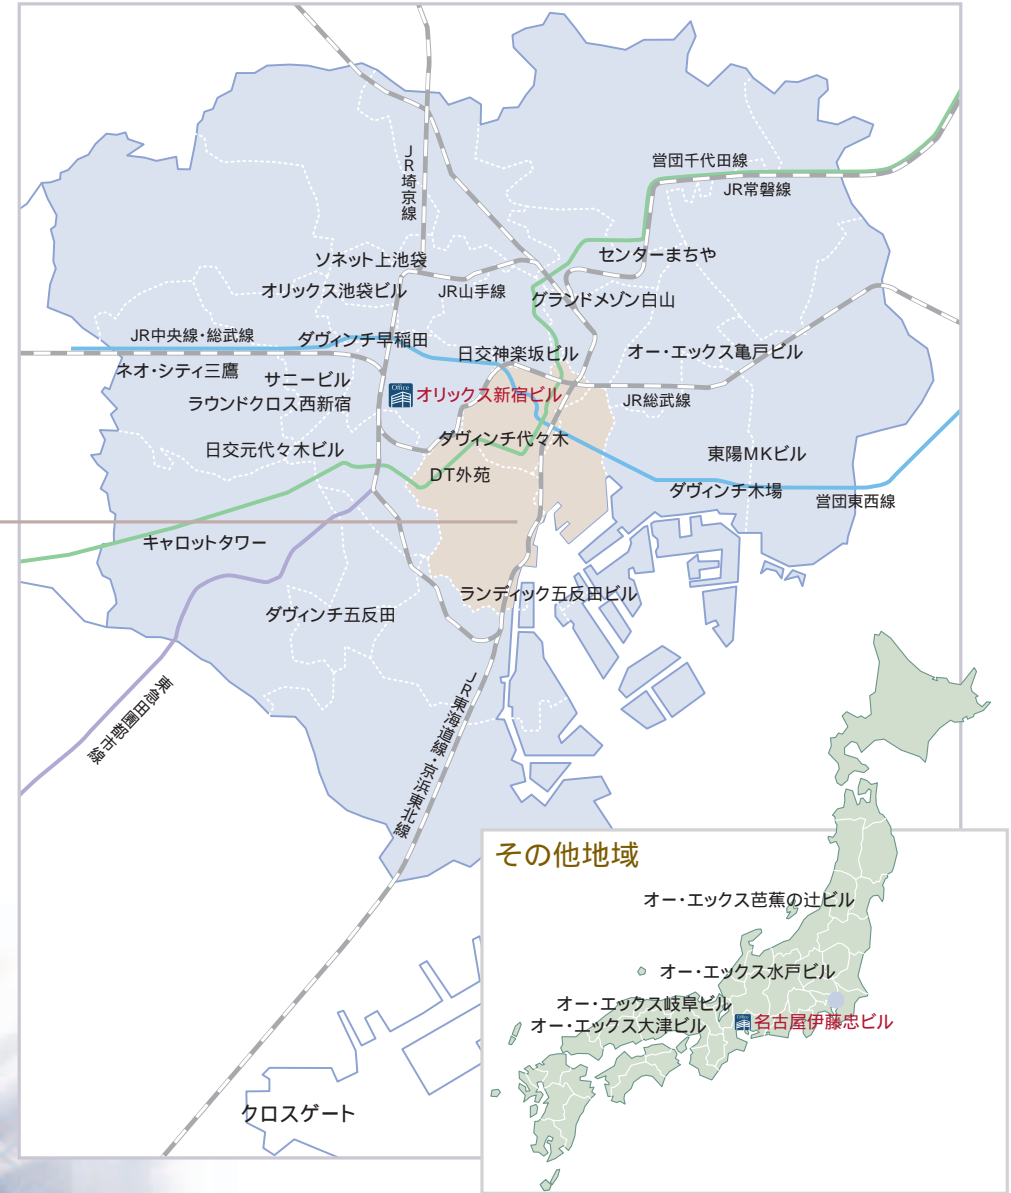 営団千代田線
JR常磐線
JR埼京線
センターまちや
ソネット上池袋
オリックス池袋ビル
JR山手線
グランドメゾン白山
JR中央線・総武線
ダヴィンチ早稲田
日交神楽坂ビル
オー・エックス亀戸ビル
ネオ・シティ三鷹
サニービル
Office
オリックス新宿ビル
JR総武線
ラウンドクロス西新宿
ダヴィンチ代々木
日交元代々木ビル
東陽MKビル
DT外苑
ダヴィンチ木場
営団東西線
キャロットタワー
ランディック五反田ビル
ダヴィンチ五反田
東急田園都市線
JR東海道線・京浜東北線
その他地域
オー・エックス芭蕉の辻ビル
オー・エックス水戸ビル
オー・エックス岐阜ビル
Office
名古屋伊藤忠ビル
オー・エックス大津ビル
クロスゲート